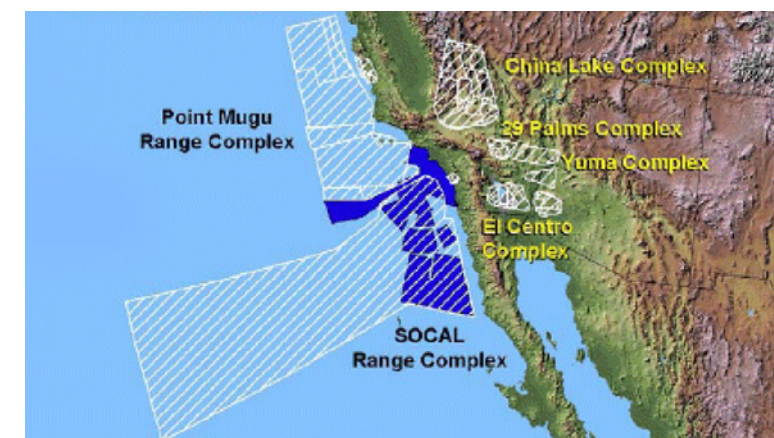 China Lake Complex
Point Mugu
Range Complex
29 Palms Complex
Yuma Complex
El Centro
Complex
SOCAL
Range Complex